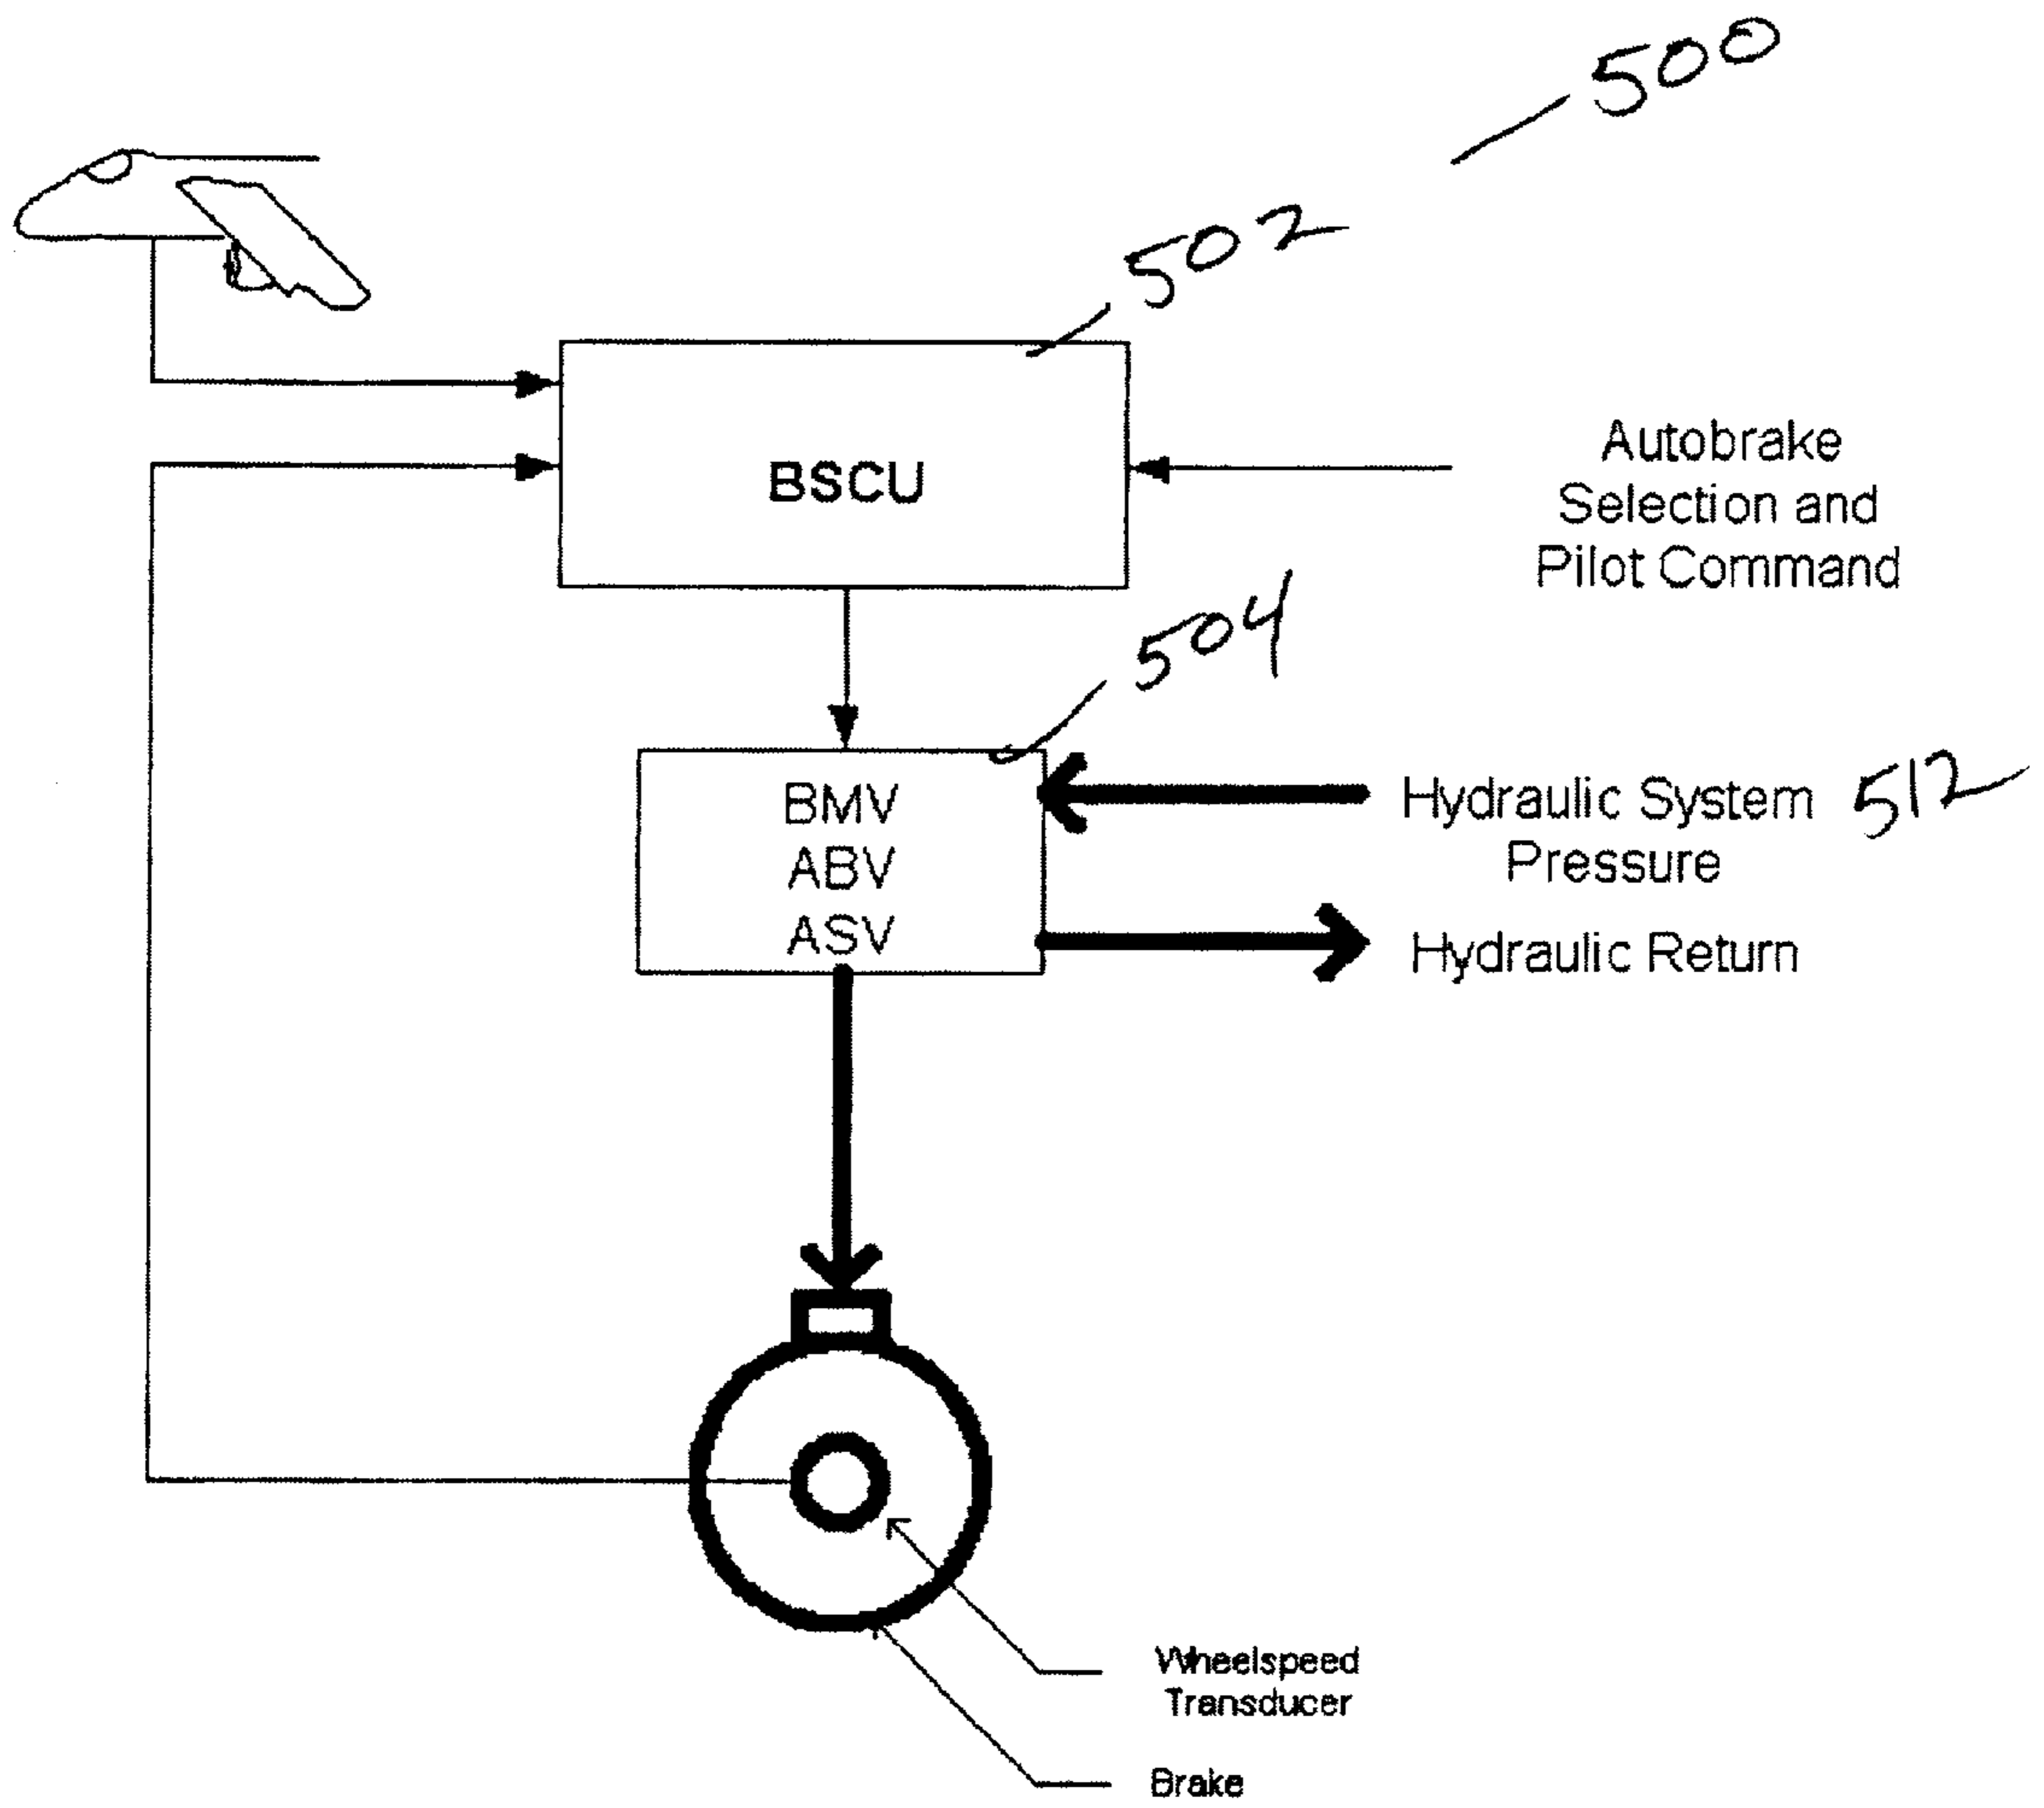 500
502
BSCU
Autobrake
Selection and
Pilot Command
504
BMV
ABV
ASV
Hydraulic System 512
Pressure
Hydraulic Return
Wheelspeed
Transducer
Brake